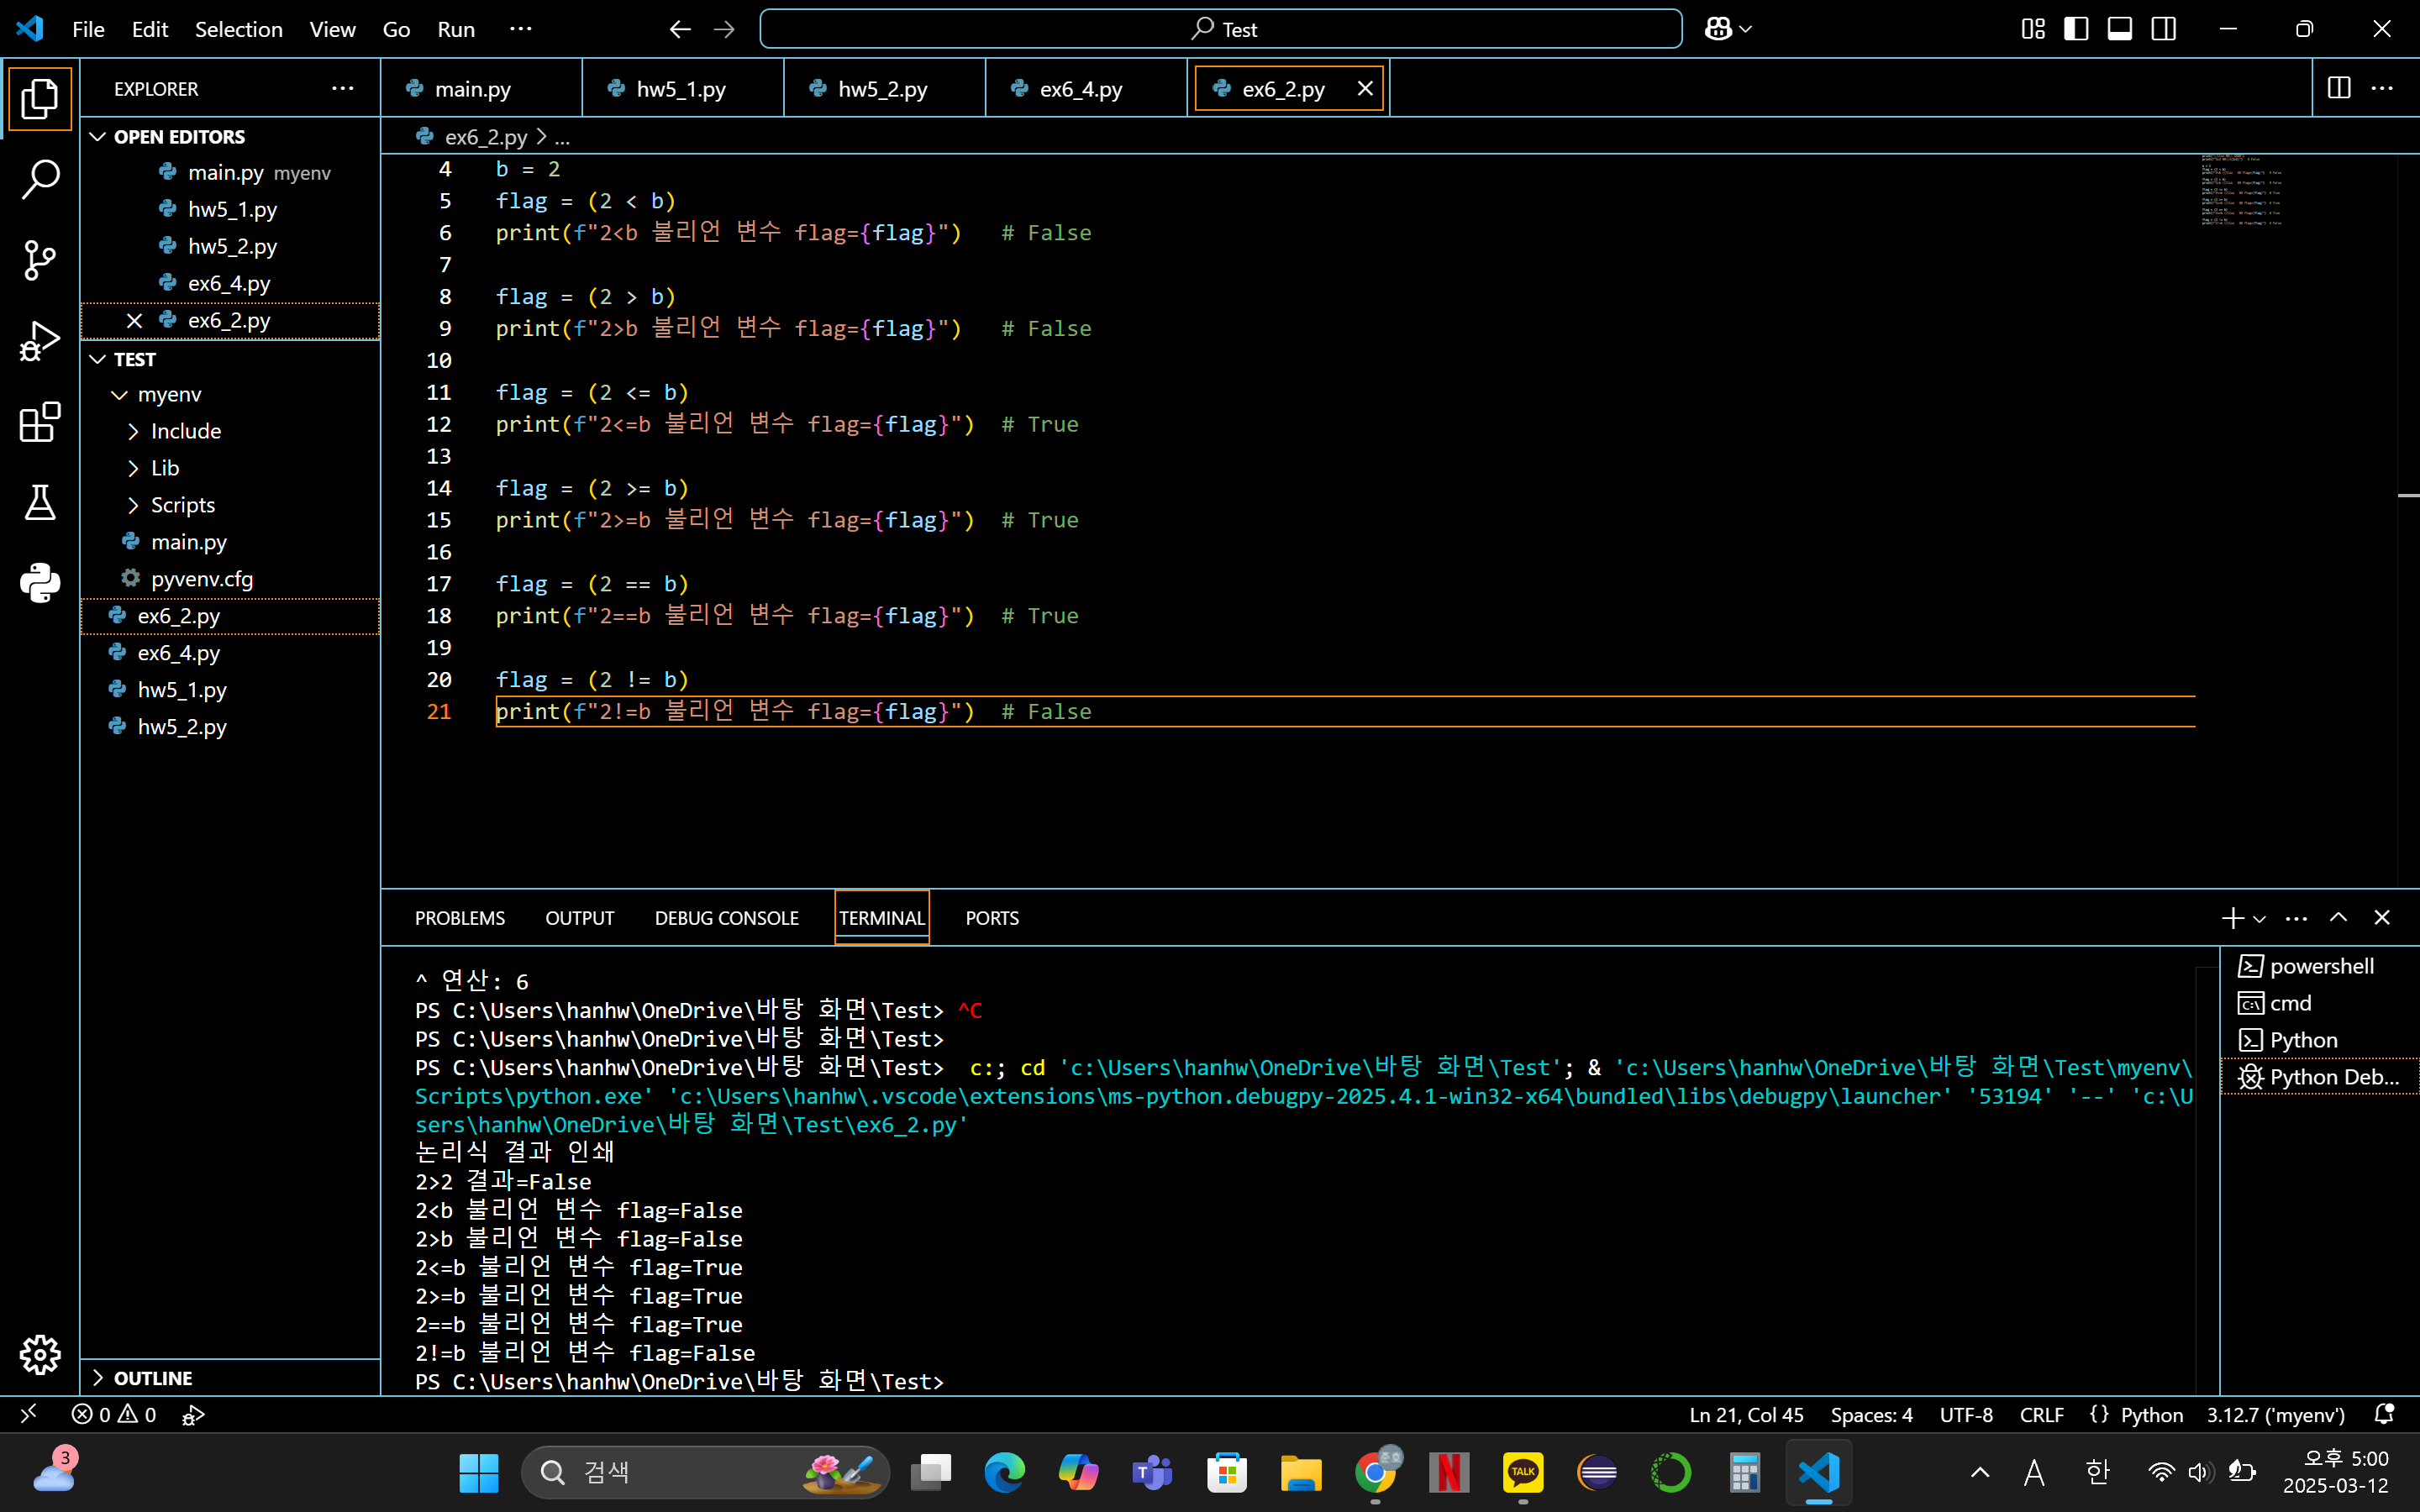 File Edit Selection View Go Run ···
Test
EXPLORER ···
main.py
hw5_1.py
hw5_2.py
ex6_4.py
ex6_2.py
OPEN EDITORS
main.py myenv
hw5_1.py
hw5_2.py
ex6_4.py
ex6_2.py
TEST
myenv
Include
Lib
Scripts
main.py
pyvenv.cfg
ex6_2.py
ex6_4.py
hw5_1.py
hw5_2.py
OUTLINE
ex6_2.py > ...
4 b = 2
5 flag = (2 < b)
6 print(f"2<b 불리언 변수 flag={flag}") # False
7
8 flag = (2 > b)
9 print(f"2>b 불리언 변수 flag={flag}") # False
10
11 flag = (2 <= b)
12 print(f"2<=b 불리언 변수 flag={flag}") # True
13
14 flag = (2 >= b)
15 print(f"2>=b 불리언 변수 flag={flag}") # True
16
17 flag = (2 == b)
18 print(f"2==b 불리언 변수 flag={flag}") # True
19
20 flag = (2 != b)
21 print(f"2!=b 불리언 변수 flag={flag}") # False
PROBLEMS OUTPUT DEBUG CONSOLE TERMINAL PORTS
^ 연산: 6
PS C:\Users\hanhw\OneDrive\바탕 화면\Test> ^C
PS C:\Users\hanhw\OneDrive\바탕 화면\Test>
PS C:\Users\hanhw\OneDrive\바탕 화면\Test> c:; cd 'c:\Users\hanhw\OneDrive\바탕 화면\Test'; & 'c:\Users\hanhw\OneDrive\바탕 화면\Test\myenv\
Scripts\python.exe' 'c:\Users\hanhw\.vscode\extensions\ms-python.debugpy-2025.4.1-win32-x64\bundled\libs\debugpy\launcher' '53194' '--' 'c:\U
sers\hanhw\OneDrive\바탕 화면\Test\ex6_2.py'
논리식 결과 인쇄
2>2 결과=False
2<b 불리언 변수 flag=False
2>b 불리언 변수 flag=False
2<=b 불리언 변수 flag=True
2>=b 불리언 변수 flag=True
2==b 불리언 변수 flag=True
2!=b 불리언 변수 flag=False
PS C:\Users\hanhw\OneDrive\바탕 화면\Test>
powershell
cmd
Python
Python Deb...
0 0
Ln 21, Col 45 Spaces: 4 UTF-8 CRLF {} Python 3.12.7 ('myenv')
3
검색
T
N
TALK
A 한
오후 5:00
2025-03-12